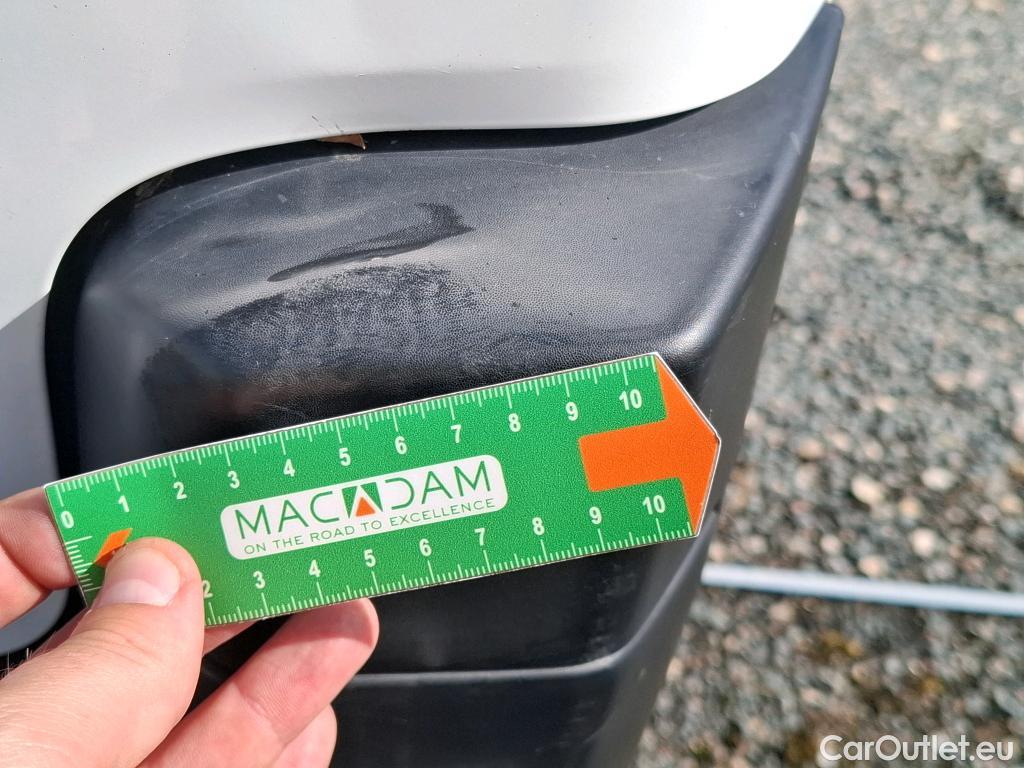 0 1 2 3 4 5 6 7 8 9 10
MACADAM
ON THE ROAD TO EXCELLENCE
2 3 4 5 6 7 8 9 10
CarOutlet.eu